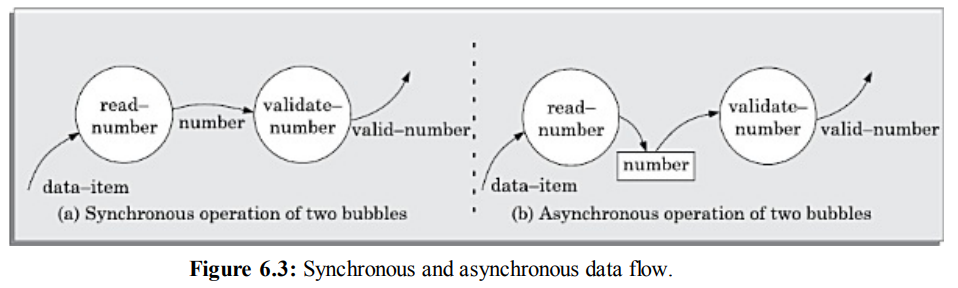 read–
number
number
validate–
number
valid–number
data–item
(a) Synchronous operation of two bubbles
read–
number
number
validate–
number
valid–number
data–item
(b) Asynchronous operation of two bubbles
Figure 6.3: Synchronous and asynchronous data flow.